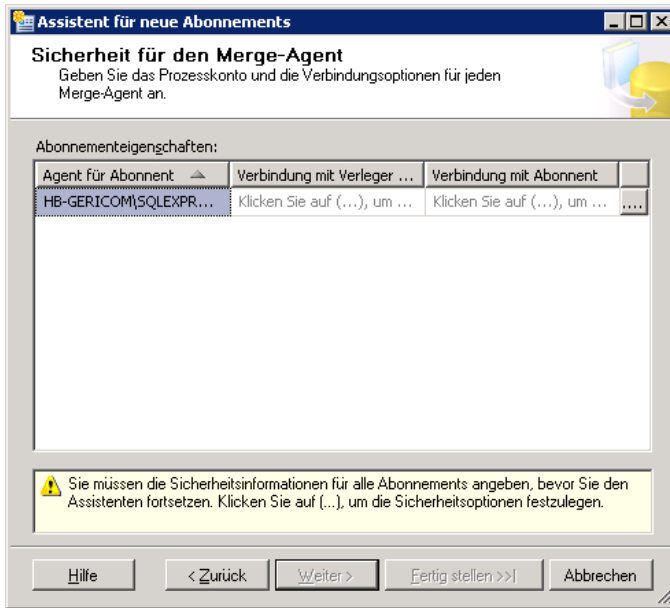 Assistent für neue Abonnements
Sicherheit für den Merge-Agent
Geben Sie das Prozesskonto und die Verbindungsoptionen für jeden
Merge-Agent an.
Abonnementeigenschaften:
Agent für Abonnent Verbindung mit Verleger ... Verbindung mit Abonnent
HB-GERICOM\SQLEXPR... Klicken Sie auf (...), um ... Klicken Sie auf (...), um ... ....
Sie müssen die Sicherheitsinformationen für alle Abonnements angeben, bevor Sie den
Assistenten fortsetzen. Klicken Sie auf (...), um die Sicherheitsoptionen festzulegen.
Hilfe < Zurück Weiter > Fertig stellen >>| Abbrechen